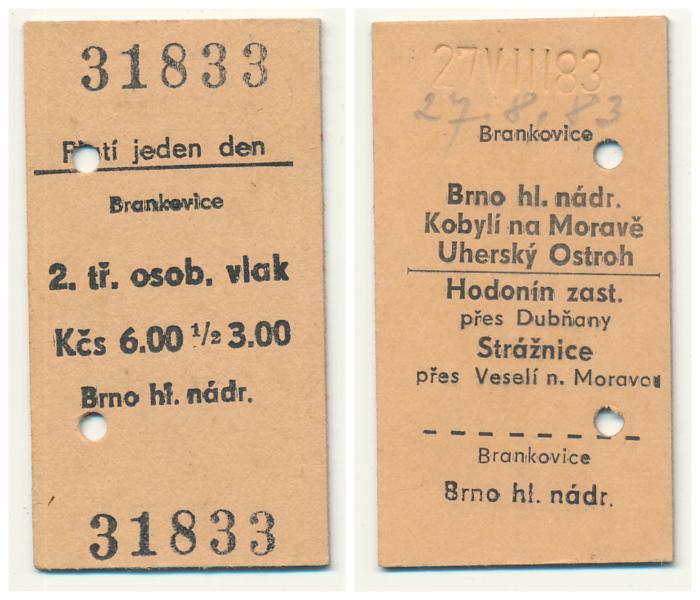 31833
Platí jeden den
Brankovice
2. tř. osob. vlak
Kčs 6.00 1/2 3.00
Brno hl. nádr.
31833
27VIII83
27.8.83
Brankovice
Brno hl. nádr.
Kobylí na Moravě
Uherský Ostroh
Hodonín zast.
přes Dubňany
Strážnice
přes Veselí n. Moravou
Brankovice
Brno hl. nádr.